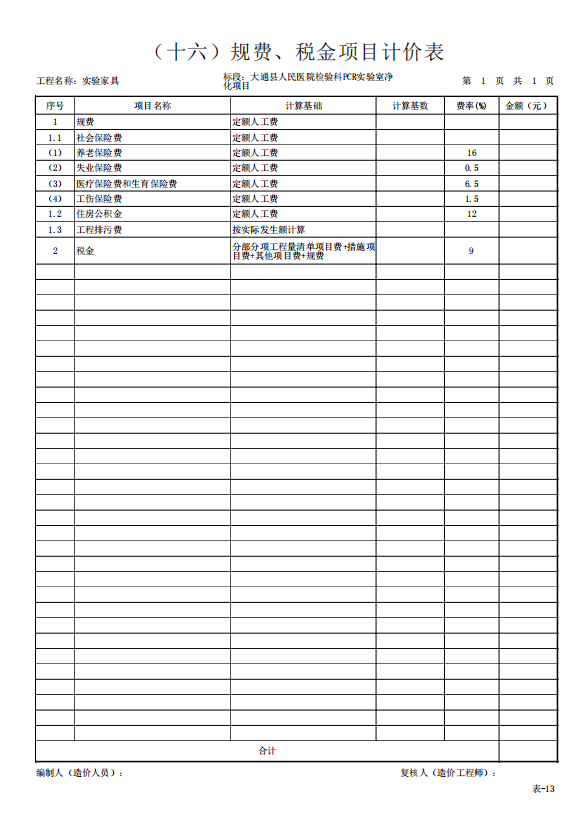 （十六）规费、税金项目计价表
工程名称：实验家具 标段：大通县人民医院检验科PCR实验室净化项目 第 1 页 共 1 页
序号 项目名称 计算基础 计算基数 费率(%) 金额（元）
1 规费 定额人工费
1.1 社会保险费 定额人工费
(1) 养老保险费 定额人工费 16
(2) 失业保险费 定额人工费 0.5
(3) 医疗保险费和生育保险费 定额人工费 6.5
(4) 工伤保险费 定额人工费 1.5
1.2 住房公积金 定额人工费 12
1.3 工程排污费 按实际发生额计算
2 税金 分部分项工程量清单项目费+措施项目费+其他项目费+规费 9
合计
编制人（造价人员）： 复核人（造价工程师）：
表-13